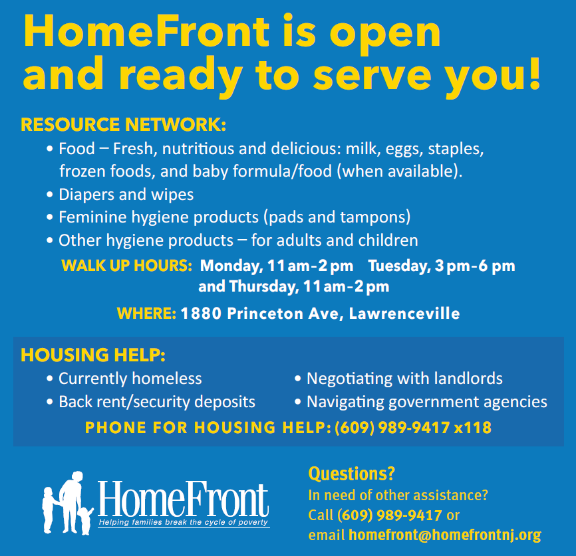 HomeFront is open
and ready to serve you!
RESOURCE NETWORK:
• Food – Fresh, nutritious and delicious: milk, eggs, staples,
frozen foods, and baby formula/food (when available).
• Diapers and wipes
• Feminine hygiene products (pads and tampons)
• Other hygiene products – for adults and children
WALK UP HOURS: Monday, 11 am–2 pm Tuesday, 3 pm–6 pm
and Thursday, 11 am–2 pm
WHERE: 1880 Princeton Ave, Lawrenceville
HOUSING HELP:
• Currently homeless
• Back rent/security deposits
• Negotiating with landlords
• Navigating government agencies
PHONE FOR HOUSING HELP: (609) 989-9417 x118
HomeFront
Helping families break the cycle of poverty
Questions?
In need of other assistance?
Call (609) 989-9417 or
email homefront@homefrontnj.org